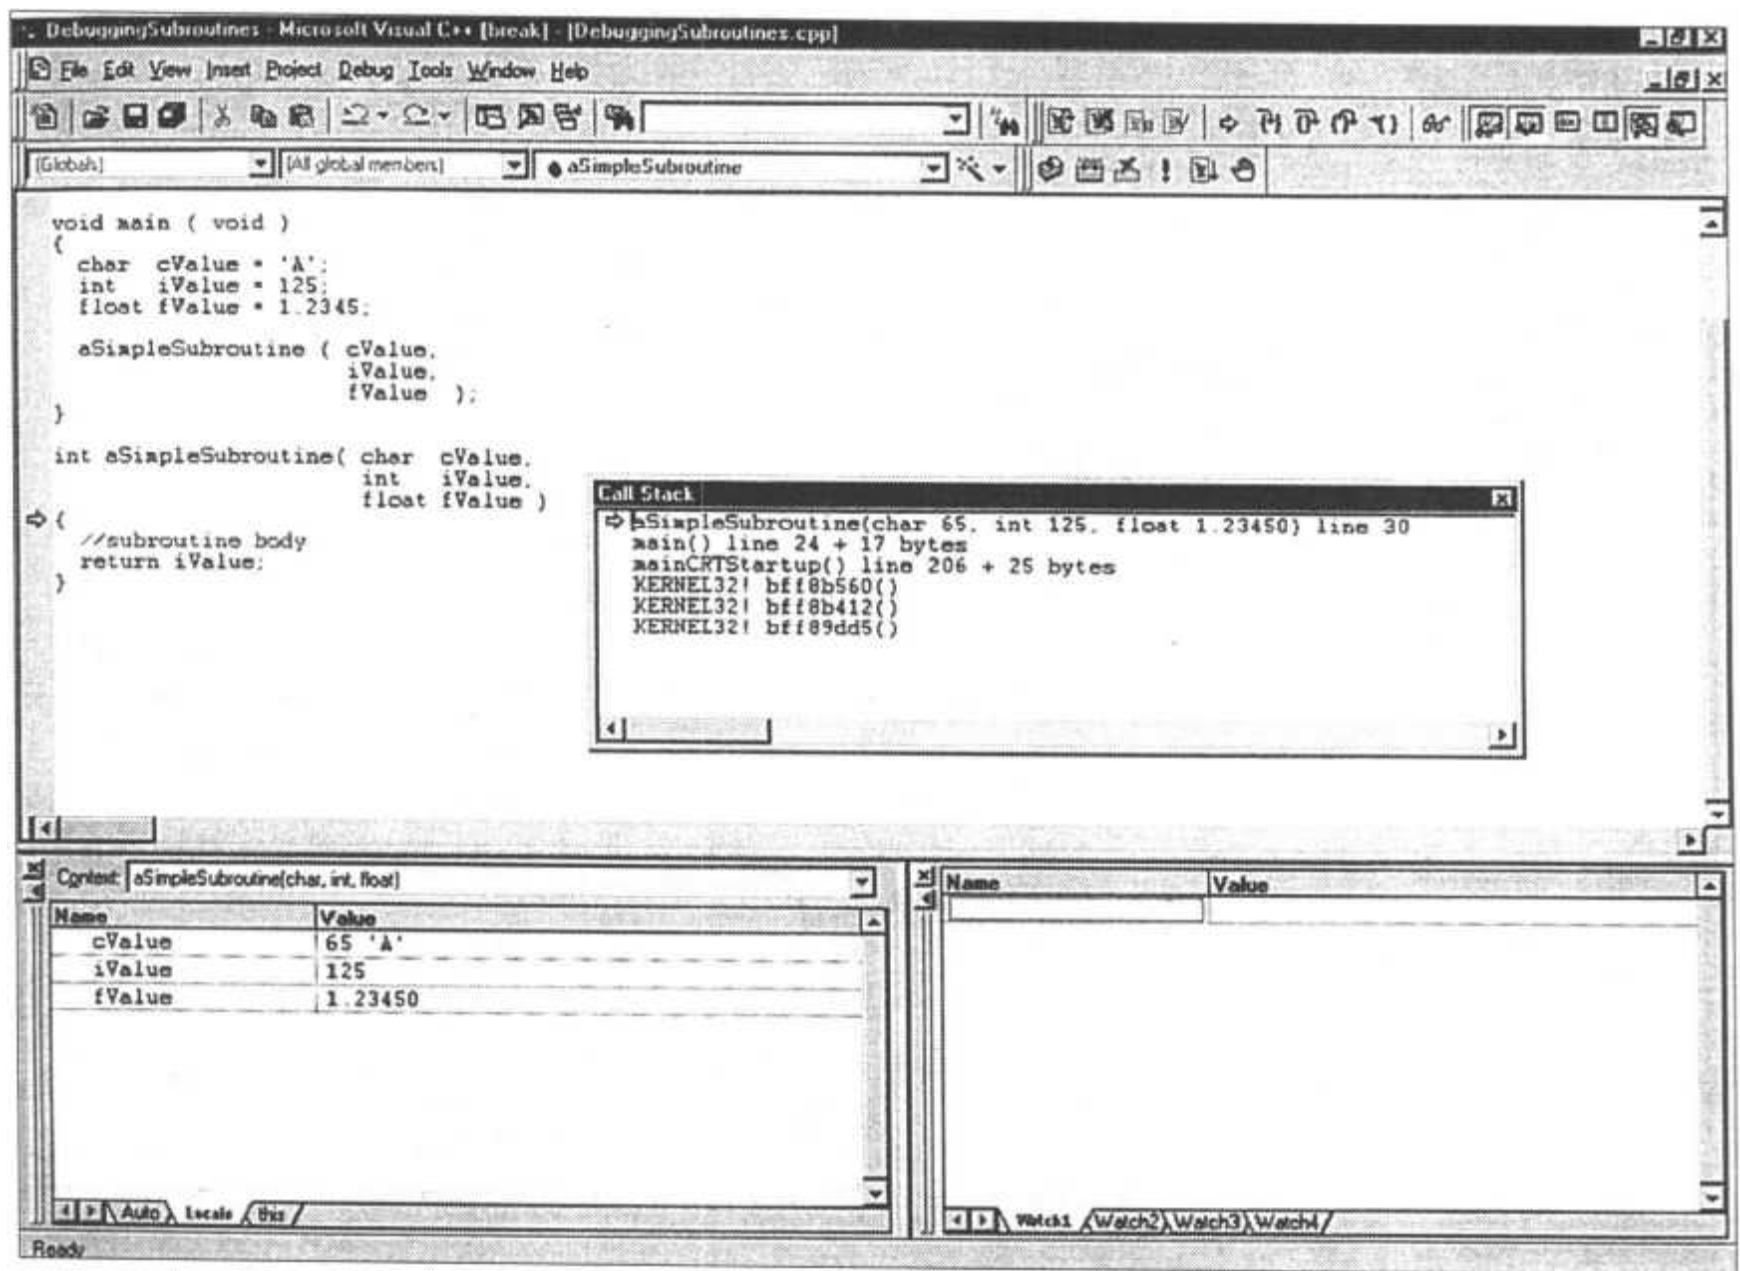 DebuggingSubroutines - Microsoft Visual C++ [break] - [DebuggingSubroutines.cpp]
File Edit View Insert Project Debug Tools Window Help
(Globals) [All global members] aSimpleSubroutine
void main ( void )
{
char cValue = 'A';
int iValue = 125;
float fValue = 1.2345;
aSimpleSubroutine ( cValue,
iValue,
fValue );
}
int aSimpleSubroutine( char cValue,
int iValue,
float fValue )
{
//subroutine body
return iValue;
}
Call Stack
aSimpleSubroutine(char 65, int 125, float 1.23450) line 30
main() line 24 + 17 bytes
mainCRTStartup() line 206 + 25 bytes
KERNEL32! bff8b560()
KERNEL32! bff8b412()
KERNEL32! bff89dd5()
Context: aSimpleSubroutine(char, int, float)
Name Value
cValue 65 'A'
iValue 125
fValue 1.23450
Auto Locals this
Name Value
Watch1 Watch2 Watch3 Watch4
Ready